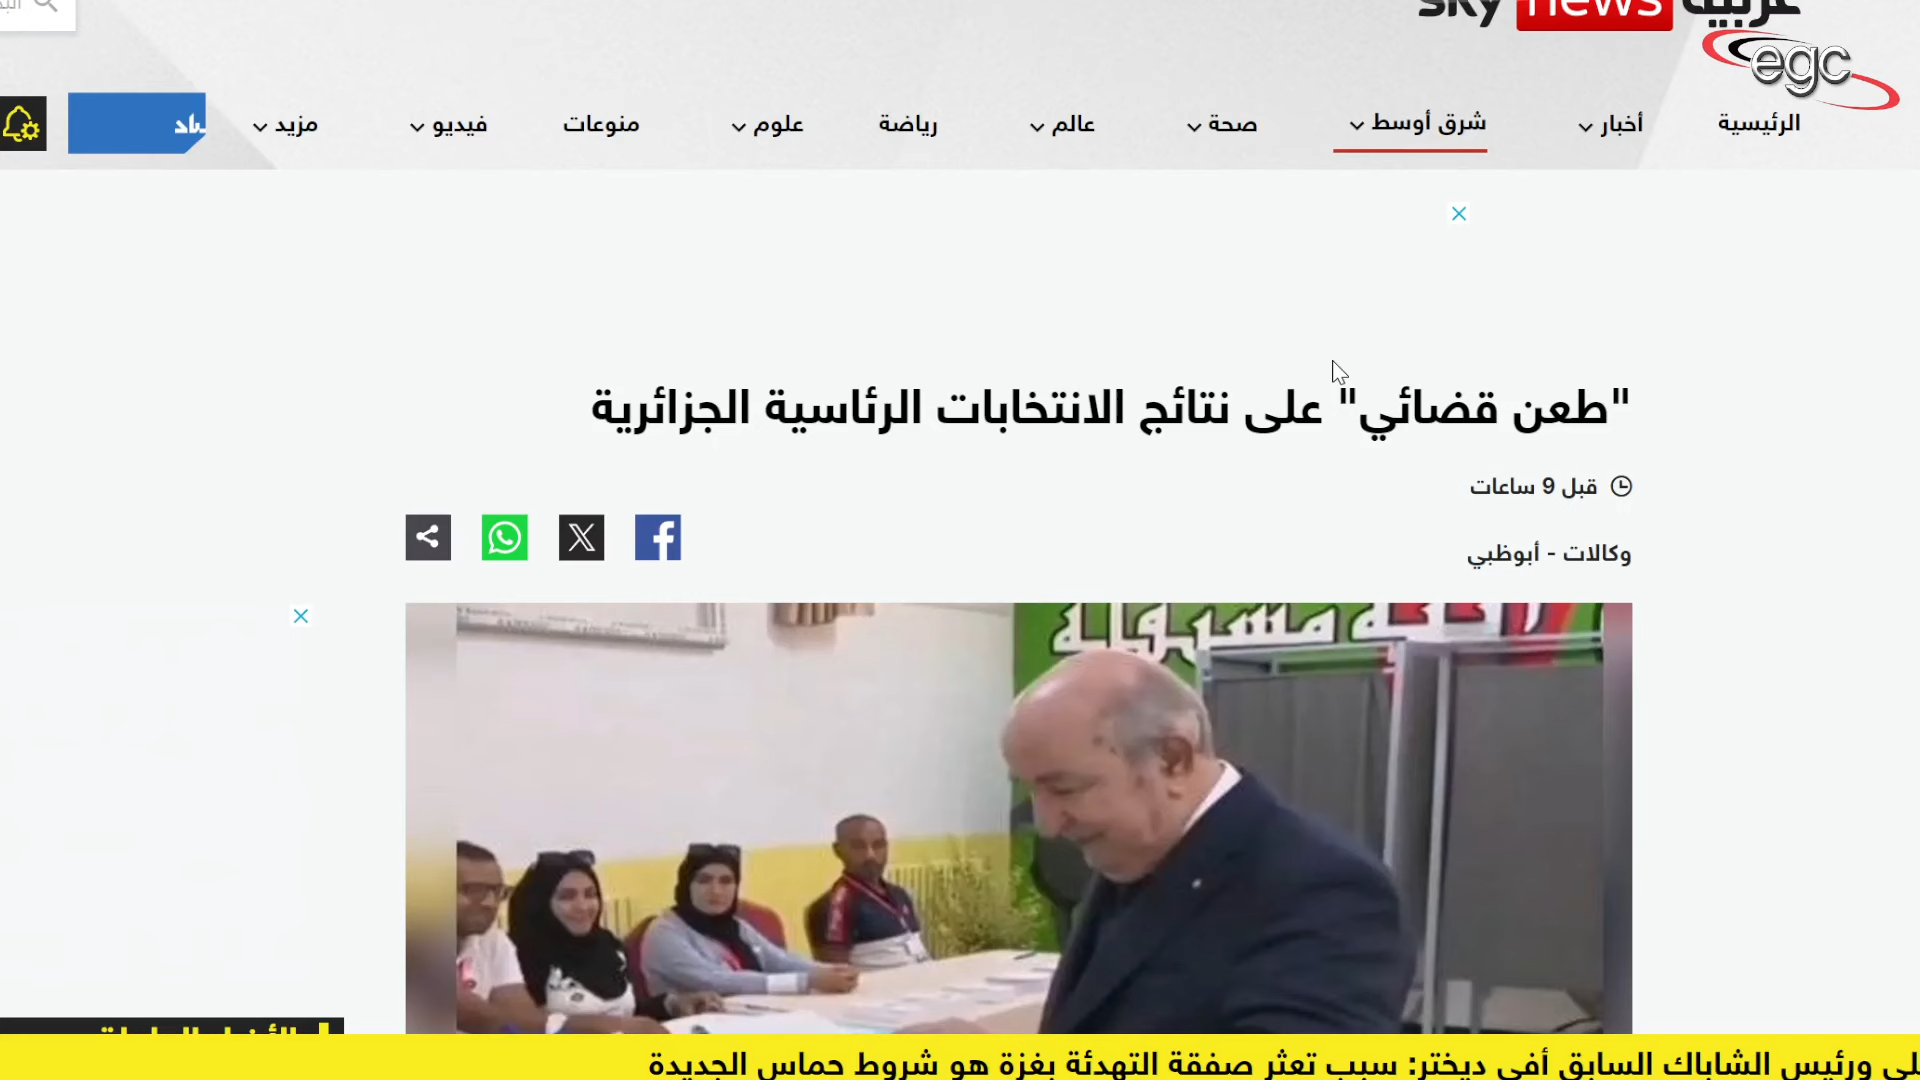 sky news عربية
egc
الرئيسية أخبار شرق أوسط صحة عالم رياضة علوم منوعات فيديو مزيد
"طعن قضائي" على نتائج الانتخابات الرئاسية الجزائرية
قبل 9 ساعات
وكالات - أبوظبي
ورئيس الشاباك السابق أفي ديختر: سبب تعثر صفقة التهدئة بغزة هو شروط حماس الجديدة